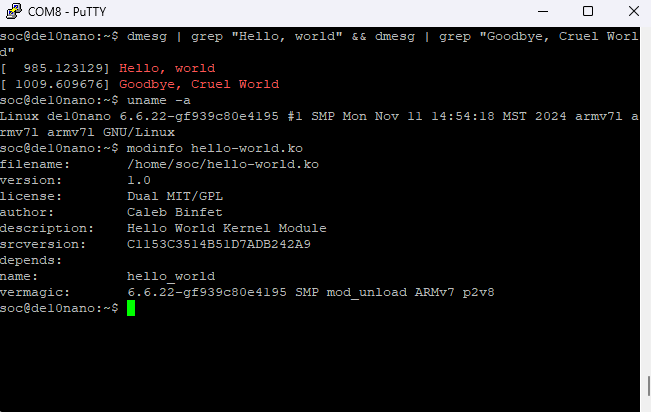 COM8 - PuTTY
soc@de10nano:~$ dmesg | grep "Hello, world" && dmesg | grep "Goodbye, Cruel Worl
d"
[  985.123129] Hello, world
[ 1009.609676] Goodbye, Cruel World
soc@de10nano:~$ uname -a
Linux de10nano 6.6.22-gf939c80e4195 #1 SMP Mon Nov 11 14:54:18 MST 2024 armv7l a
rmv7l armv7l GNU/Linux
soc@de10nano:~$ modinfo hello-world.ko
filename:       /home/soc/hello-world.ko
version:        1.0
license:        Dual MIT/GPL
author:         Caleb Binfet
description:    Hello World Kernel Module
srcversion:     C1153C3514B51D7ADB242A9
depends:
name:           hello_world
vermagic:       6.6.22-gf939c80e4195 SMP mod_unload ARMv7 p2v8
soc@de10nano:~$